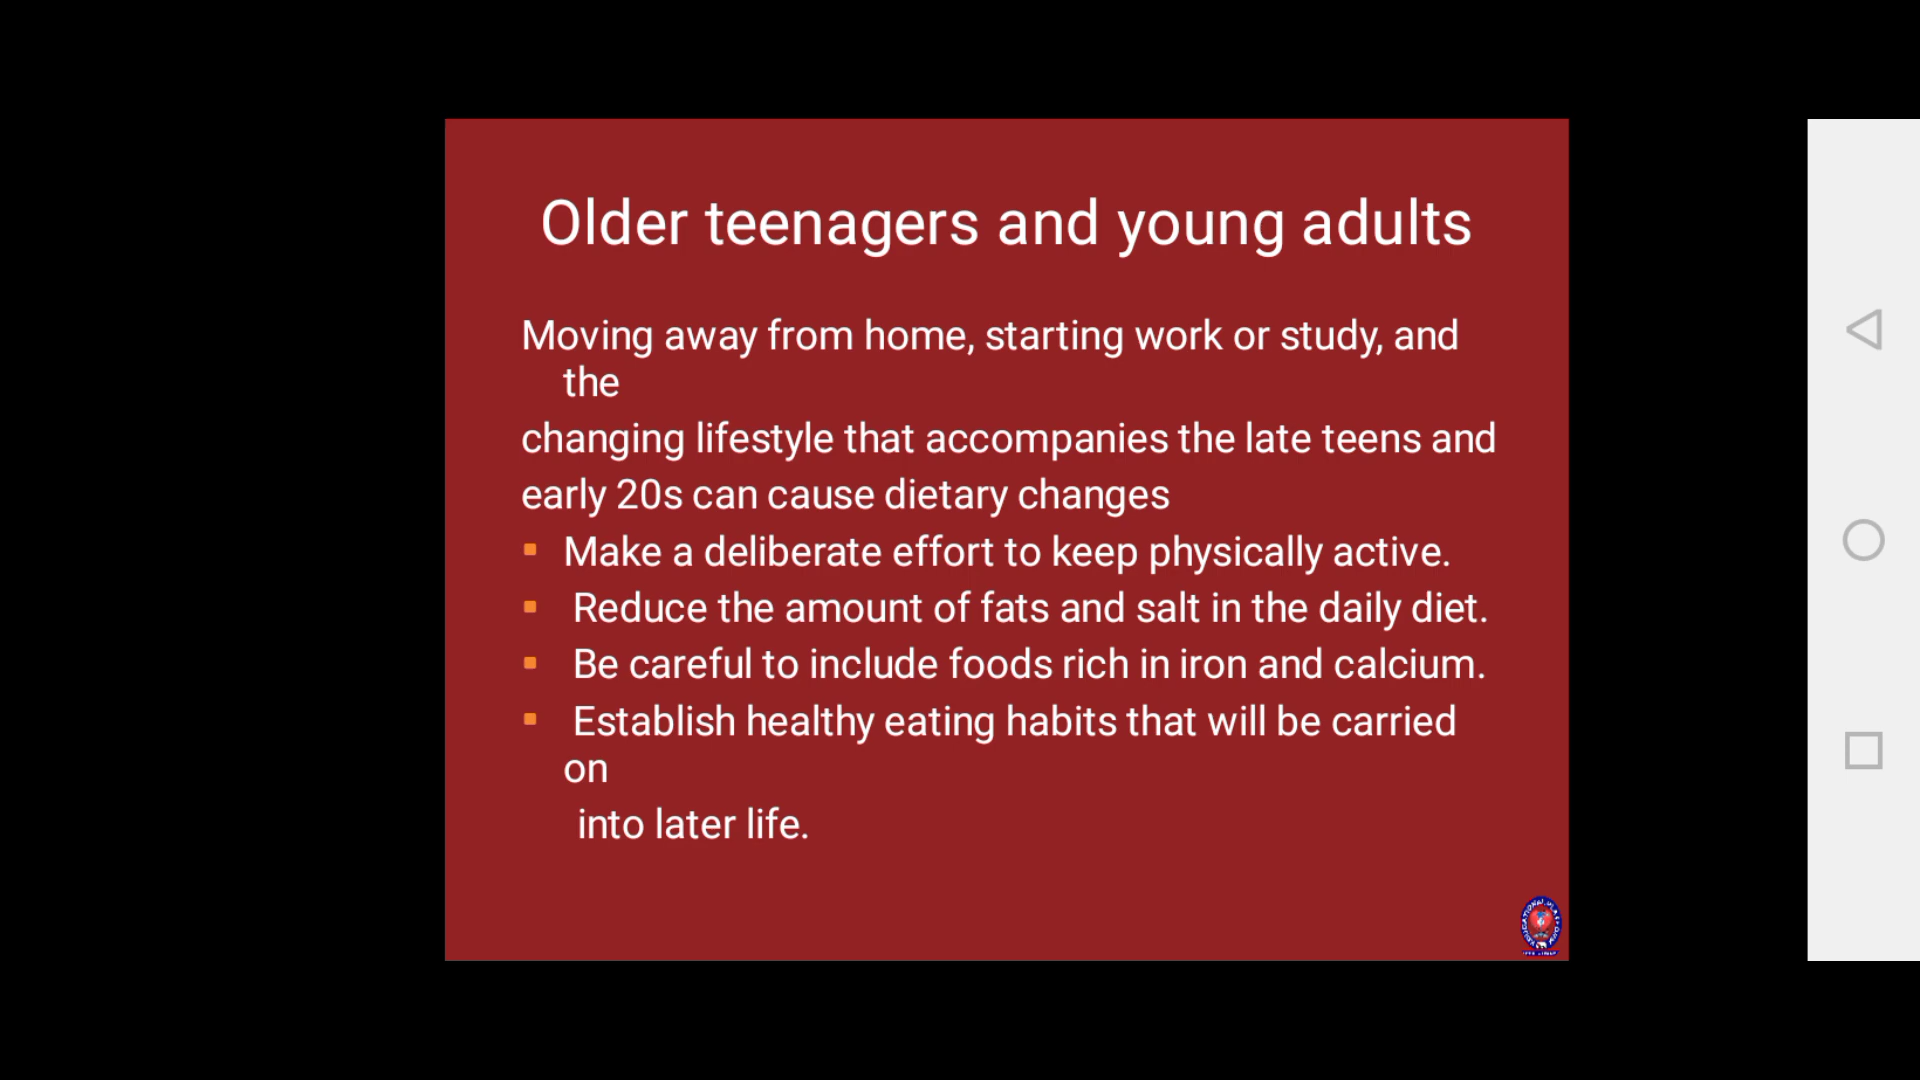 Older teenagers and young adults
Moving away from home, starting work or study, and
the
changing lifestyle that accompanies the late teens and
early 20s can cause dietary changes
Make a deliberate effort to keep physically active.
Reduce the amount of fats and salt in the daily diet.
Be careful to include foods rich in iron and calcium.
Establish healthy eating habits that will be carried
on
into later life.